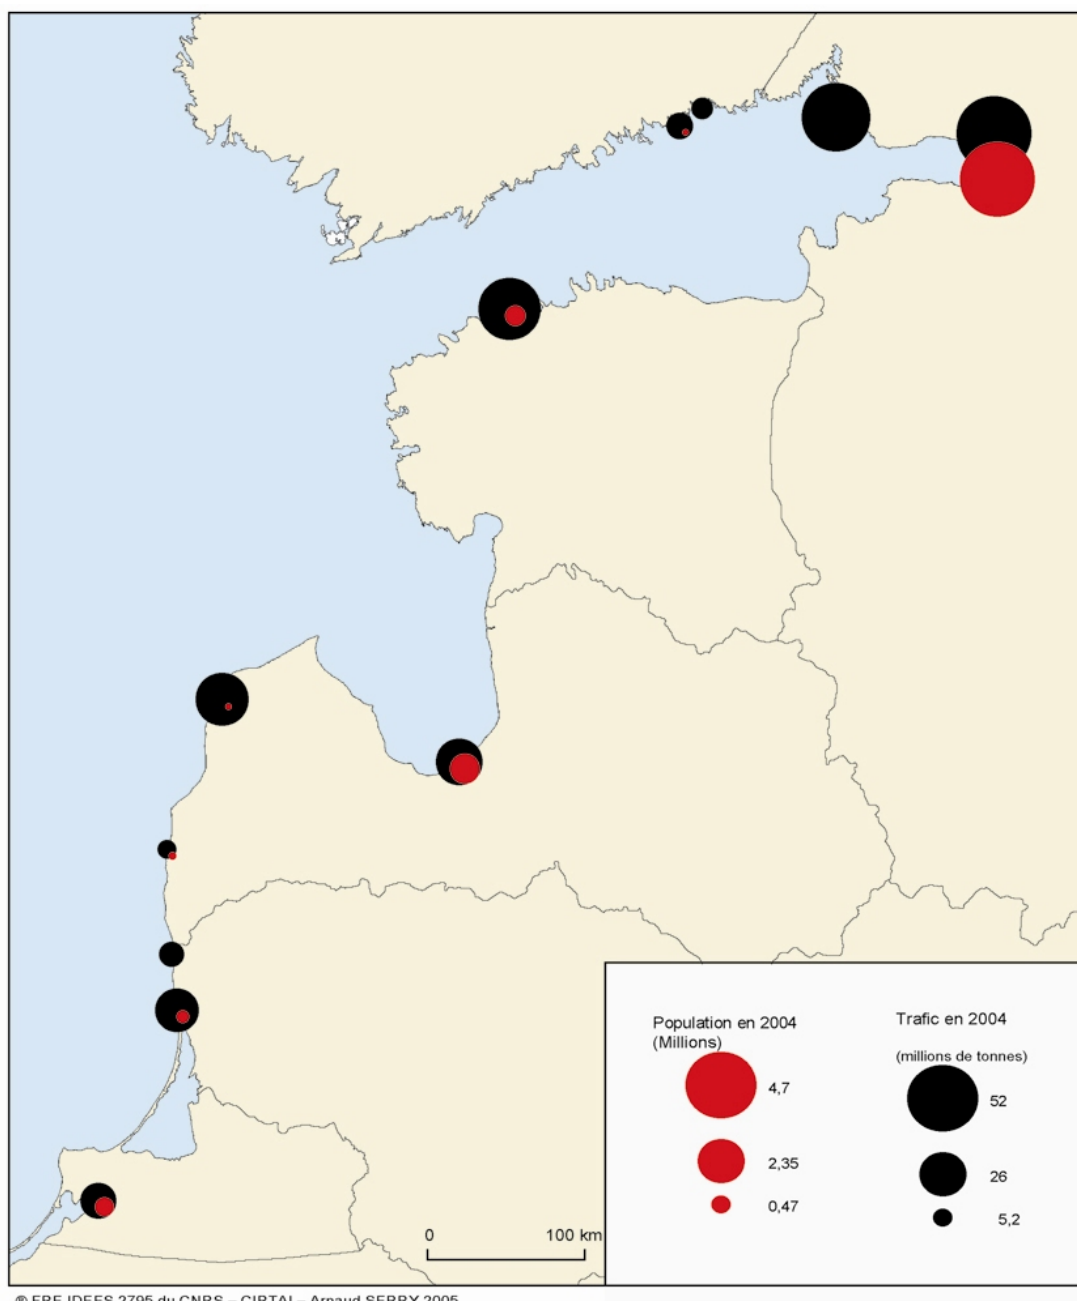 Population en 2004
(Millions)
4,7
2,35
0,47
Trafic en 2004
(millions de tonnes)
52
26
5,2
0
100 km